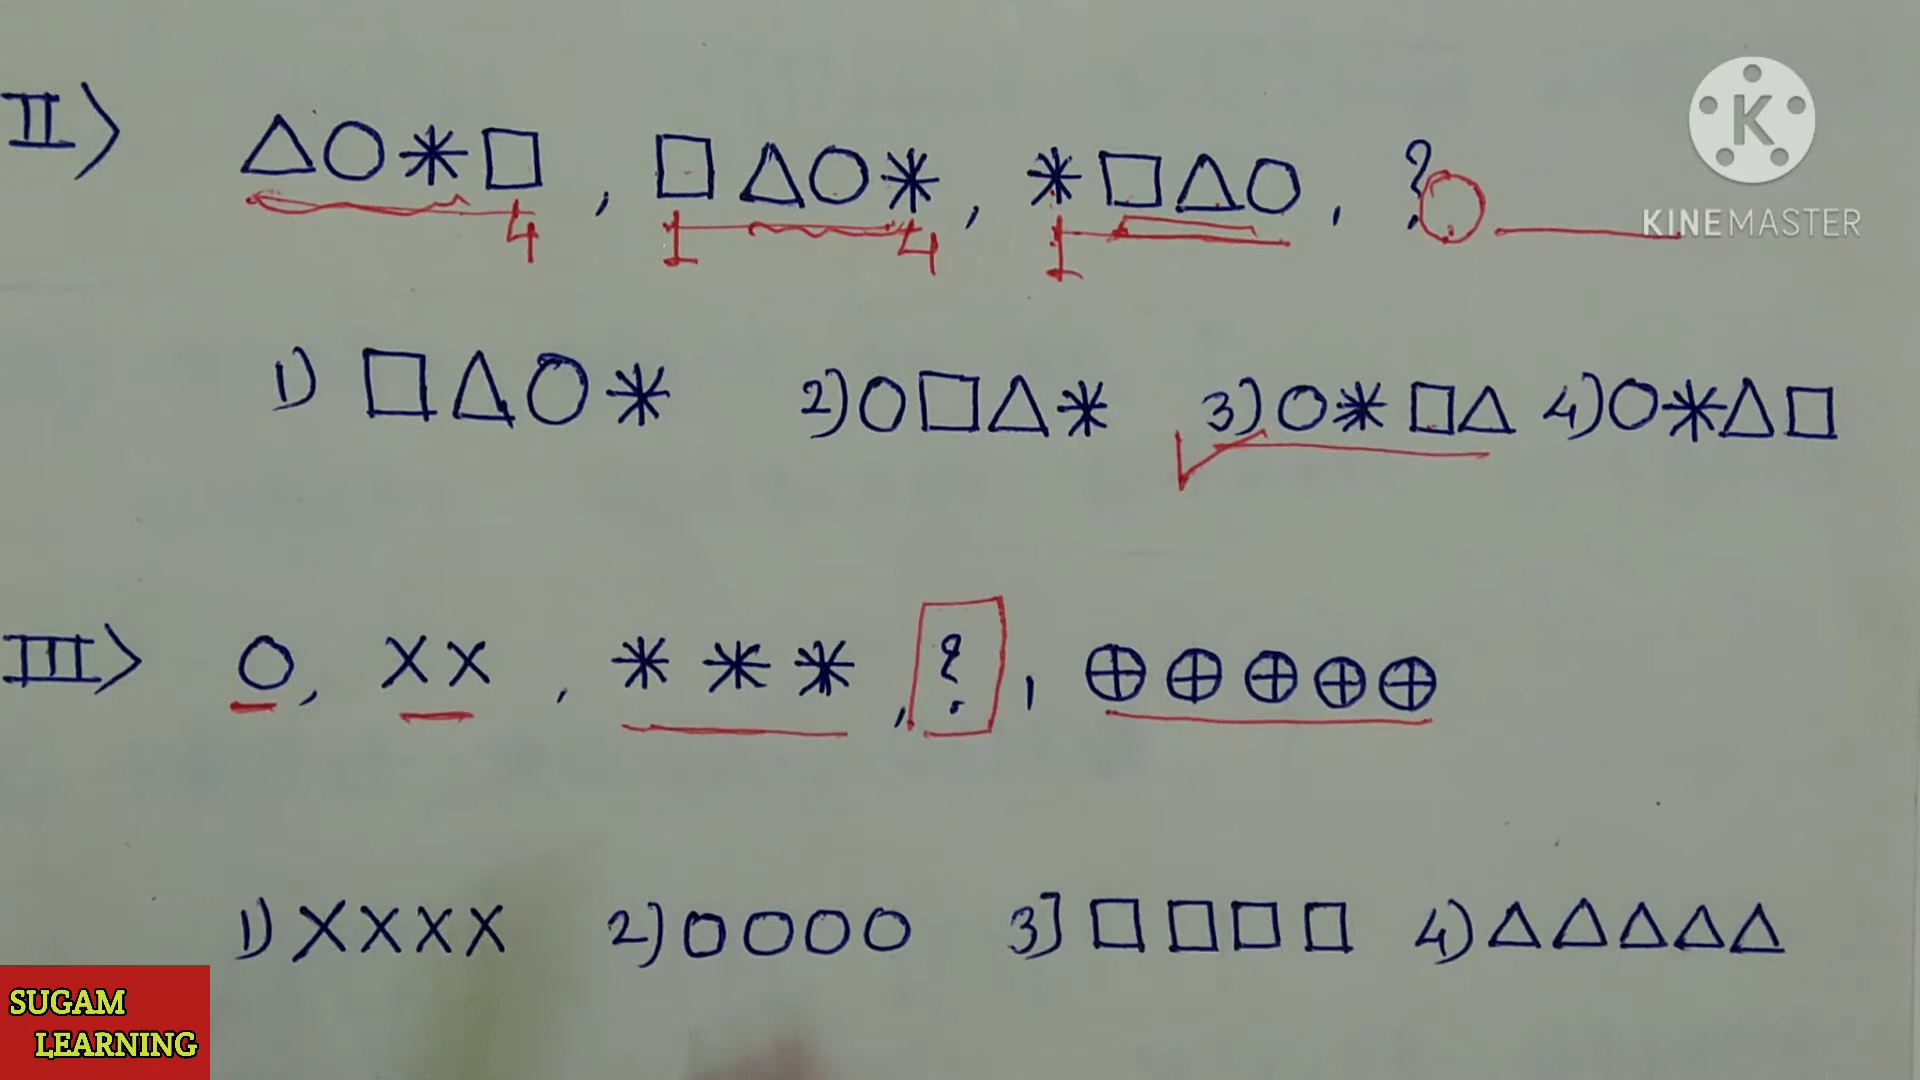 II> △○*□, □△○*, *□△○, ?○
4 1 4 1
1) □△○* 2) ○□△* 3) ○*□△ 4) ○*△□
III> ○, XX, ***, ?, ⊕⊕⊕⊕⊕
1) XXXX 2) ○○○○ 3] □□□□ 4) △△△△△
K
KINEMASTER
SUGAM
LEARNING